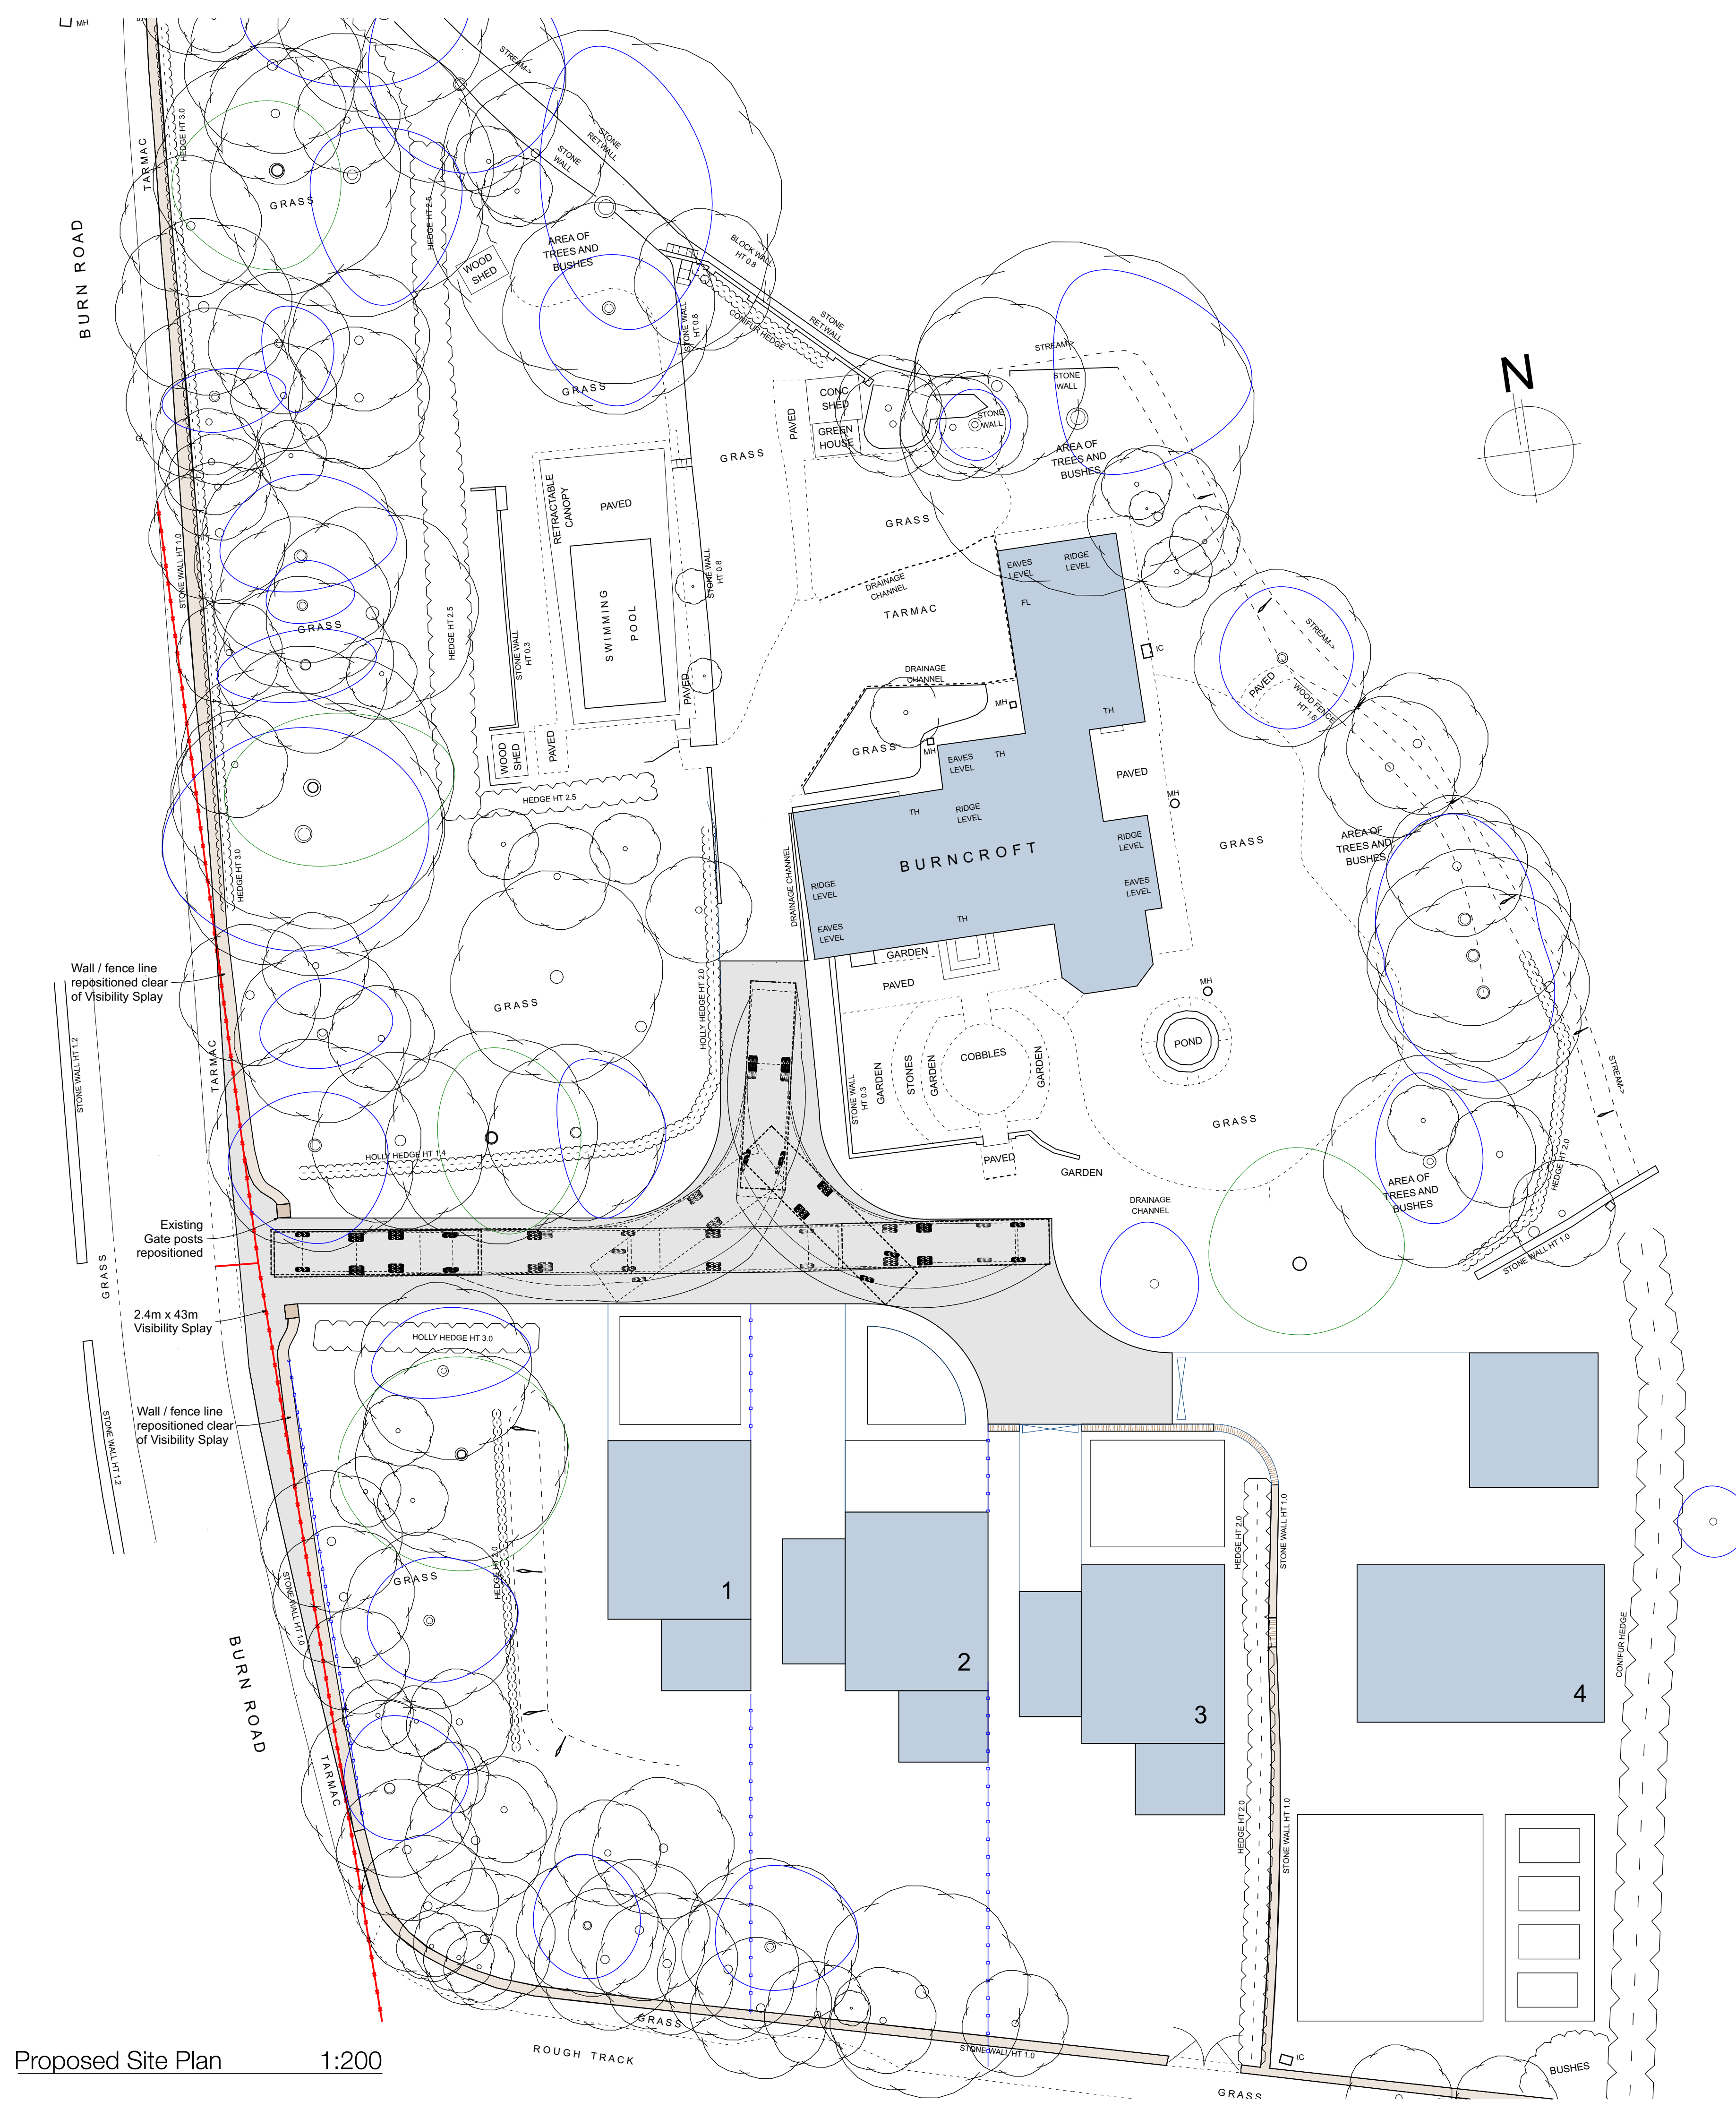 MH
STREAM->
HEDGE HT 3.0
TARMAC
STONE
RET.WALL
STONE
WALL
GRASS
HEDGE HT 2.5
BURN ROAD
AREA OF
TREES AND
BUSHES
WOOD
SHED
BLOCK WALL
HT 0.8
STONE WALL
HT 0.8
CONIFUR HEDGE
STONE
RET.WALL
STREAM->
STONE
WALL
N
GRASS
CONC
SHED
PAVED
GREEN
HOUSE
STONE
WALL
AREA OF
TREES AND
BUSHES
GRASS
RETRACTABLE
CANOPY
PAVED
GRASS
STONE WALL HT 1.0
EAVES
LEVEL
RIDGE
LEVEL
STONE WALL
HT 0.8
DRAINAGE
CHANNEL
FL
TARMAC
SWIMMING
POOL
GRASS
HEDGE HT 2.5
STONE WALL
HT 0.3
STREAM->
IC
DRAINAGE
CHANNEL
PAVED
PAVED
WOOD FENCE
HT 1.6
MH
TH
WOOD
SHED
PAVED
GRASS
MH
EAVES
LEVEL
TH
PAVED
HEDGE HT 2.5
MH
TH
RIDGE
LEVEL
RIDGE
LEVEL
GRASS
AREA OF
TREES AND
BUSHES
BURNCROFT
HEDGE HT 3.0
DRAINAGE CHANNEL
RIDGE
LEVEL
EAVES
LEVEL
TH
EAVES
LEVEL
GARDEN
Wall / fence line
repositioned clear
of Visibility Splay
PAVED
MH
GRASS
HOLLY HEDGE HT 2.0
STONE WALL HT 1.2
TARMAC
POND
COBBLES
GARDEN
STONES
GARDEN
GARDEN
STONE WALL
HT 0.3
STREAM->
GRASS
HOLLY HEDGE HT 1.4
PAVED
GARDEN
HEDGE HT 2.0
AREA OF
TREES AND
BUSHES
DRAINAGE
CHANNEL
Existing
Gate posts
repositioned
STONE WALL HT 1.0
GRASS
2.4m x 43m
Visibility Splay
HOLLY HEDGE HT 3.0
Wall / fence line
repositioned clear
of Visibility Splay
STONE WALL HT 1.2
HEDGE HT 2.0
STONE WALL HT 1.0
HEDGE HT 2.0
GRASS
1
STONE WALL HT 1.0
BURN ROAD
2
CONIFUR HEDGE
3
4
TARMAC
HEDGE HT 2.0
STONE WALL HT 1.0
GRASS
ROUGH TRACK
STONE WALL HT 1.0
IC
BUSHES
GRASS
Proposed Site Plan 1:200